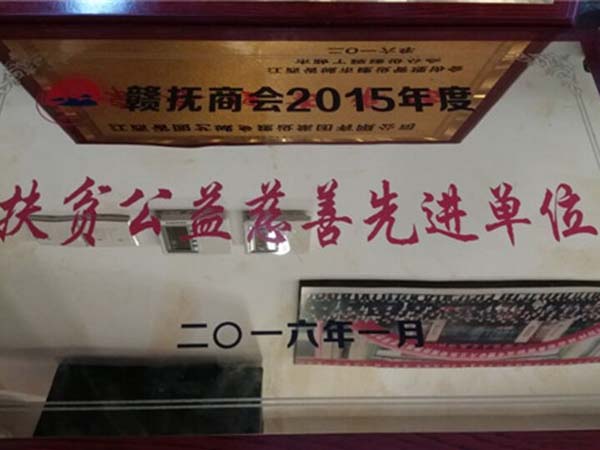 赣抚商会2015年度
扶贫公益慈善先进单位
二〇一六年一月